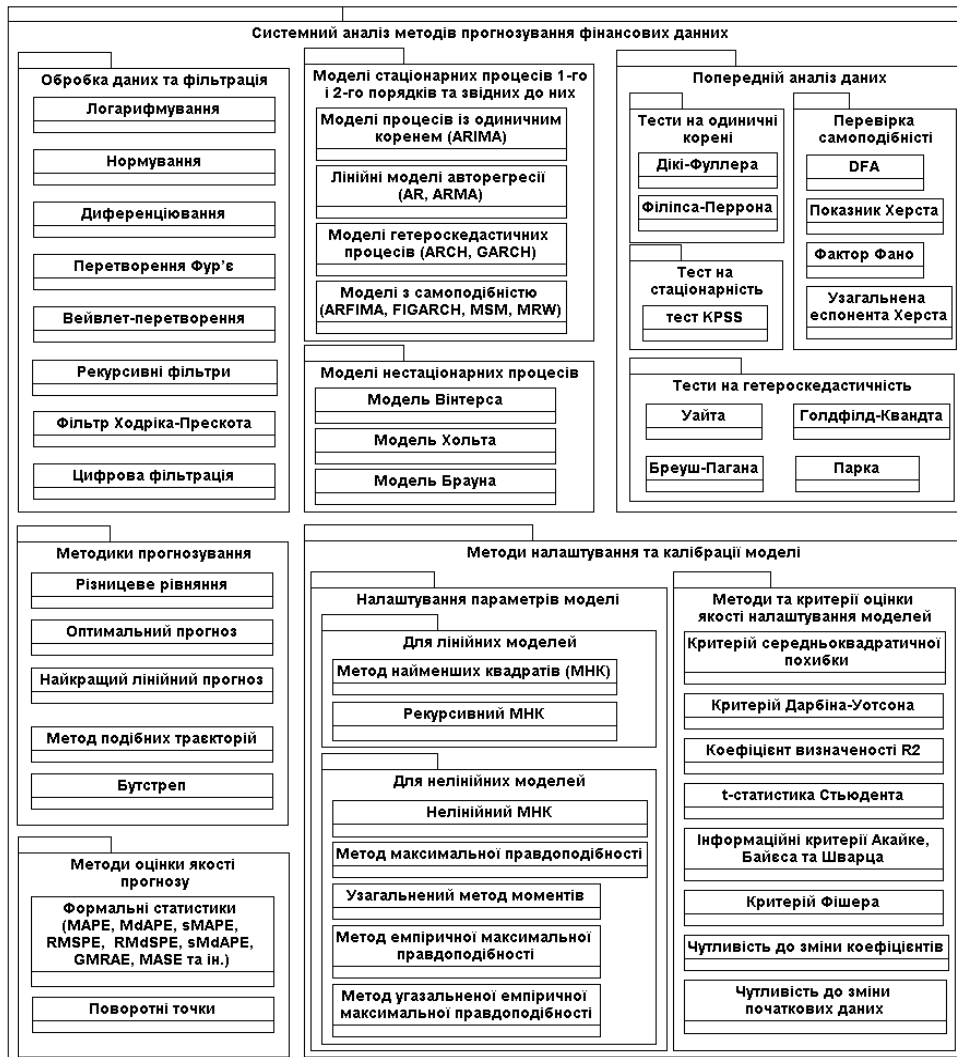 Системний аналіз методів прогнозування фінансових данних
Обробка даних та фільтрація
Логарифмування
Нормування
Диференціювання
Перетворення Фур'є
Вейвлет-перетворення
Рекурсивні фільтри
Фільтр Ходріка-Прескота
Цифрова фільтрація
Моделі стаціонарних процесів 1-го
і 2-го порядків та звідних до них
Моделі процесів із одиничним
коренем (ARIMA)
Лінійні моделі авторегресії
(AR, ARMA)
Моделі гетероскедастичних
процесів (ARCH, GARCH)
Моделі з самоподібністю
(ARFIMA, FIGARCH, MSM, MRW)
Моделі нестаціонарних процесів
Модель Вінтерса
Модель Хольта
Модель Брауна
Попередній аналіз даних
Тести на одиничні
корені
Дікі-Фуллера
Філіпса-Перрона
Тест на
стаціонарність
тест KPSS
Перевірка
самоподібності
DFA
Показник Херста
Фактор Фано
Узагальнена
еспонента Херста
Тести на гетероскедастичність
Уайта
Голдфілд-Квандта
Бреуш-Пагана
Парка
Методики прогнозування
Різницеве рівняння
Оптимальний прогноз
Найкращий лінійний прогноз
Метод подібних траєкторій
Бутстреп
Методи оцінки якості
прогнозу
Формальні статистики
(MAPE, MdAPE, sMAPE,
RMSPE, RMdSPE, sMdAPE,
GMRAE, MASE та ін.)
Поворотні точки
Методи налаштування та калібрації моделі
Налаштування параметрів моделі
Для лінійних моделей
Метод найменших квадратів (МНК)
Рекурсивний МНК
Для нелінійних моделей
Нелінійний МНК
Метод максимальної правдоподібності
Узагальнений метод моментів
Метод емпіричної максимальної
правдоподібності
Метод угазальненої емпіричної
максимальної правдоподібності
Методи та критерії оцінки
якості налаштування моделей
Критерій середньоквадратичної
похибки
Критерій Дарбіна-Уотсона
Коефіцієнт визначеності R2
t-статистика Стьюдента
Інформаційні критерії Акайке,
Байєса та Шварца
Критерій Фішера
Чутливість до зміни коефіцієнтів
Чутливість до зміни
початкових даних